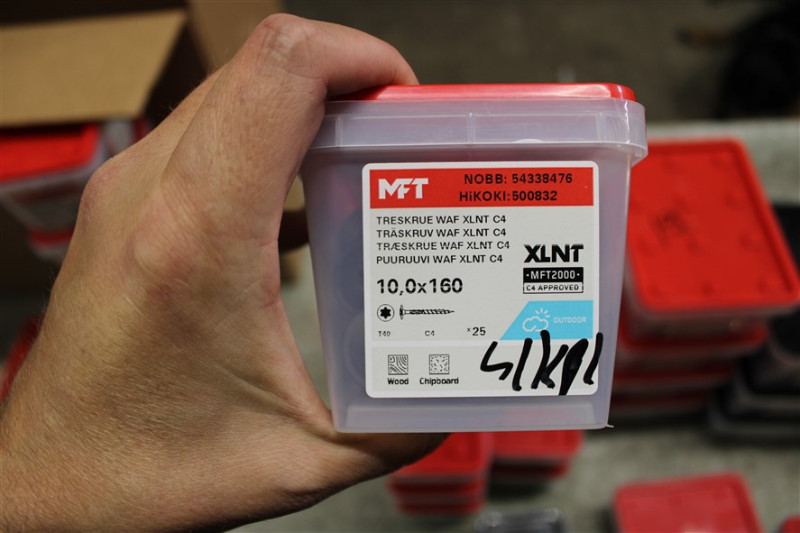 MFT
NOBB: 54338476
HiKOKI:500832
TRESKRUE WAF XLNT C4
TRÄSKRUV WAF XLNT C4
TRÆSKRUE WAF XLNT C4
PUURUUVI WAF XLNT C4
XLNT
-MFT2000-
C4 APPROVED
10,0x160
OUTDOOR
T40 C4 x25
Wood Chipboard